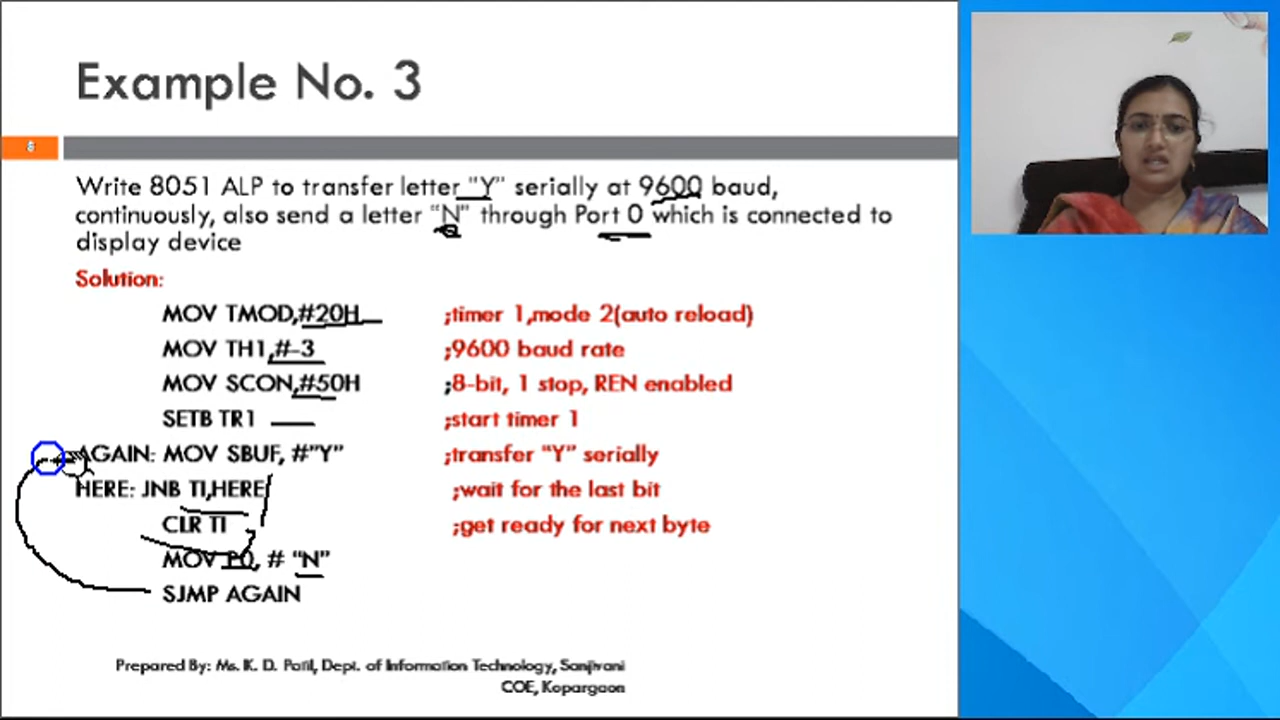 Example No. 3
8
Write 8051 ALP to transfer letter "Y" serially at 9600 baud,
continuously, also send a letter "N" through Port 0 which is connected to
display device
Solution:
MOV TMOD,#20H ;timer 1,mode 2(auto reload)
MOV TH1,#-3 ;9600 baud rate
MOV SCON,#50H ;8-bit, 1 stop, REN enabled
SETB TR1 ;start timer 1
AGAIN: MOV SBUF, #"Y" ;transfer "Y" serially
HERE: JNB TI,HERE ;wait for the last bit
CLR TI ;get ready for next byte
MOV P0, # "N"
SJMP AGAIN
Prepared By: Ms. K. D. Patil, Dept. of Information Technology, Sanjivani
COE, Kopargaon